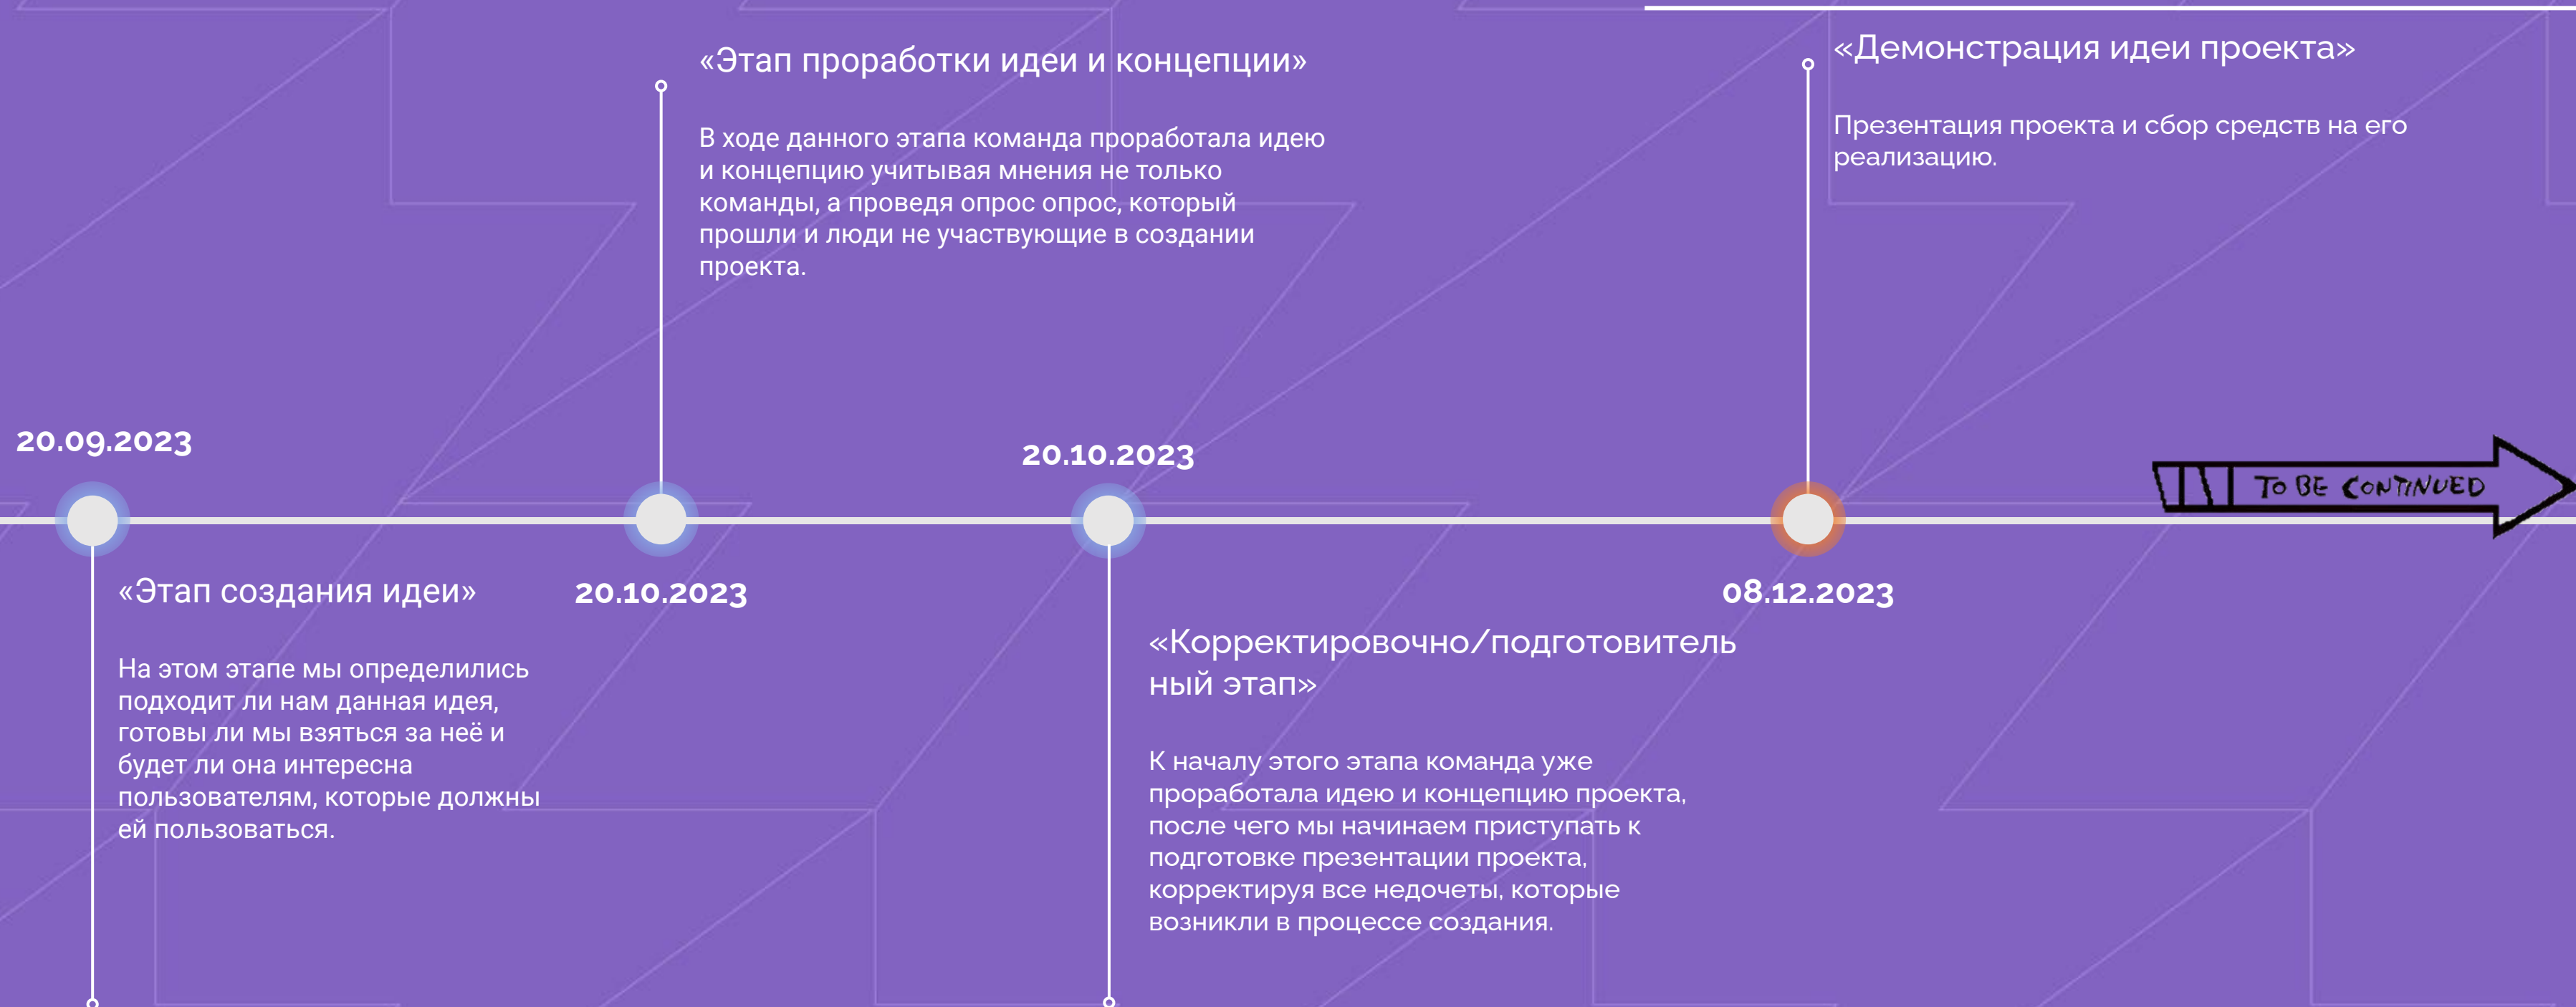 20.09.2023
«Этап создания идеи»
На этом этапе мы определились
подходит ли нам данная идея,
готовы ли мы взяться за неё и
будет ли она интересна
пользователям, которые должны
ей пользоваться.
«Этап проработки идеи и концепции»
В ходе данного этапа команда проработала идею
и концепцию учитывая мнения не только
команды, а проведя опрос опрос, который
прошли и люди не участвующие в создании
проекта.
20.10.2023
20.10.2023
«Корректировочно/подготовитель
ный этап»
К началу этого этапа команда уже
проработала идею и концепцию проекта,
после чего мы начинаем приступать к
подготовке презентации проекта,
корректируя все недочеты, которые
возникли в процессе создания.
«Демонстрация идеи проекта»
Презентация проекта и сбор средств на его
реализацию.
08.12.2023
TO BE CONTINUED